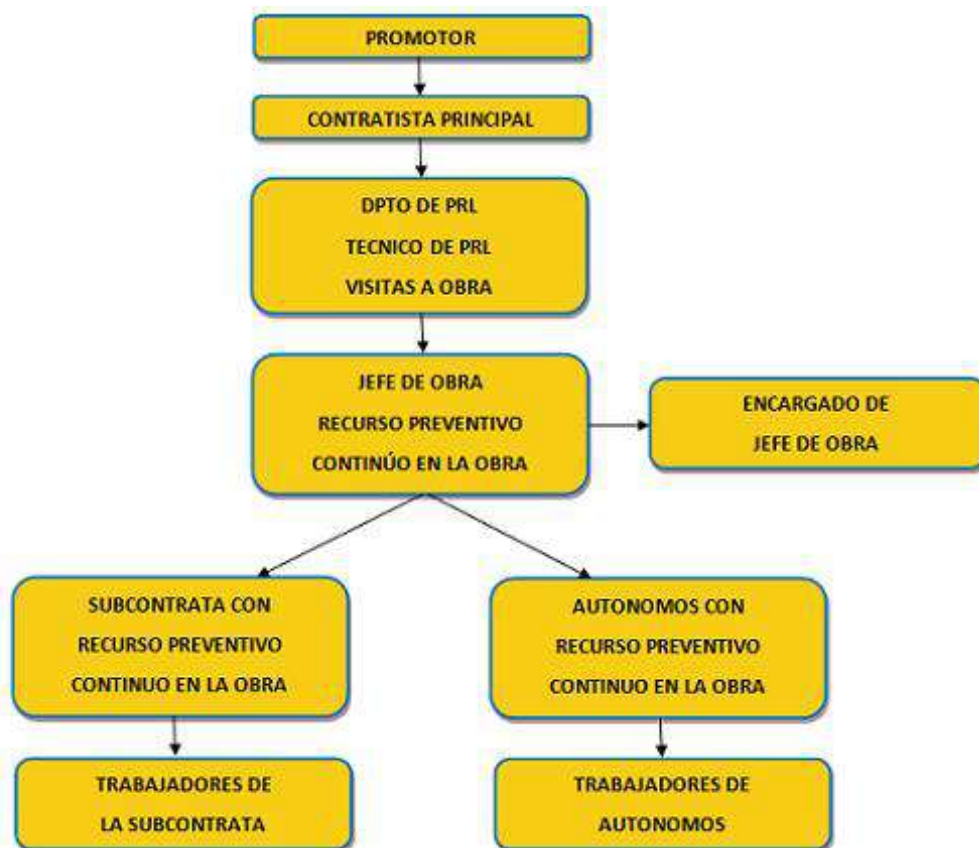 PROMOTOR
CONTRATISTA PRINCIPAL
DPTO DE PRL
TECNICO DE PRL
VISITAS A OBRA
JEFE DE OBRA
RECURSO PREVENTIVO
CONTINÚO EN LA OBRA
ENCARGADO DE
JEFE DE OBRA
SUBCONTRATA CON
RECURSO PREVENTIVO
CONTINUO EN LA OBRA
AUTONOMOS CON
RECURSO PREVENTIVO
CONTINUO EN LA OBRA
TRABAJADORES DE
LA SUBCONTRATA
TRABAJADORES DE
AUTONOMOS